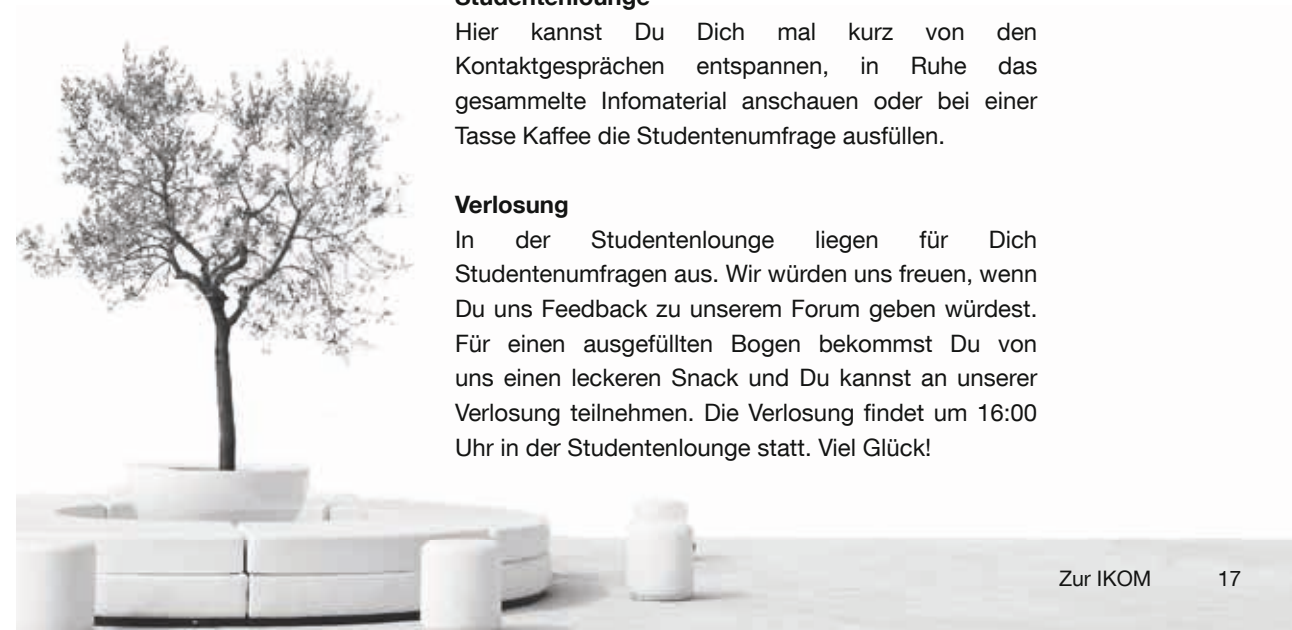 Studentenlounge
Hier kannst Du Dich mal kurz von den
Kontaktgesprächen entspannen, in Ruhe das
gesammelte Infomaterial anschauen oder bei einer
Tasse Kaffee die Studentenumfrage ausfüllen.
Verlosung
In der Studentenlounge liegen für Dich
Studentenumfragen aus. Wir würden uns freuen, wenn
Du uns Feedback zu unserem Forum geben würdest.
Für einen ausgefüllten Bogen bekommst Du von
uns einen leckeren Snack und Du kannst an unserer
Verlosung teilnehmen. Die Verlosung findet um 16:00
Uhr in der Studentenlounge statt. Viel Glück!
Zur IKOM 17